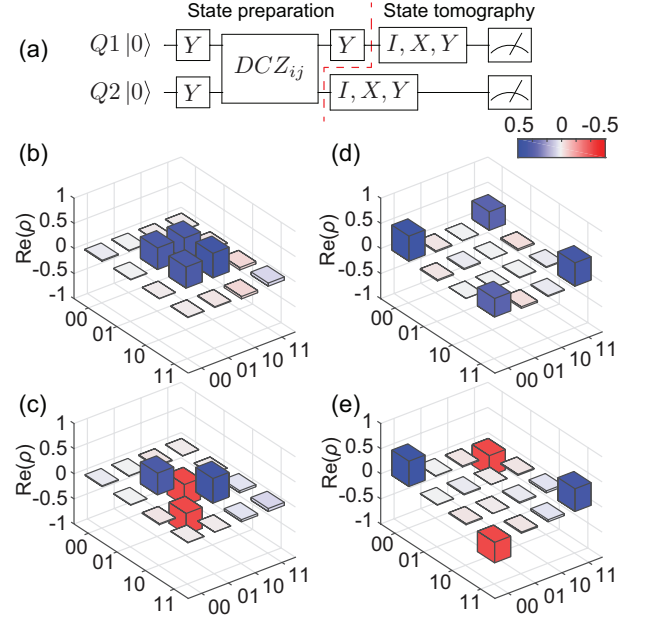 State preparation State tomography
(a)
Q1 |0⟩ Y DCZ_{ij} Y I, X, Y
Q2 |0⟩ Y I, X, Y
0.5 0 -0.5
(b) (d)
1 0.5 0 -0.5 -1
Re(ρ)
00 01 10 11
00 01 10 11
1 0.5 0 -0.5 -1
Re(ρ)
00 01 10 11
00 01 10 11
(c) (e)
1 0.5 0 -0.5 -1
Re(ρ)
00 01 10 11
00 01 10 11
1 0.5 0 -0.5 -1
Re(ρ)
00 01 10 11
00 01 10 11